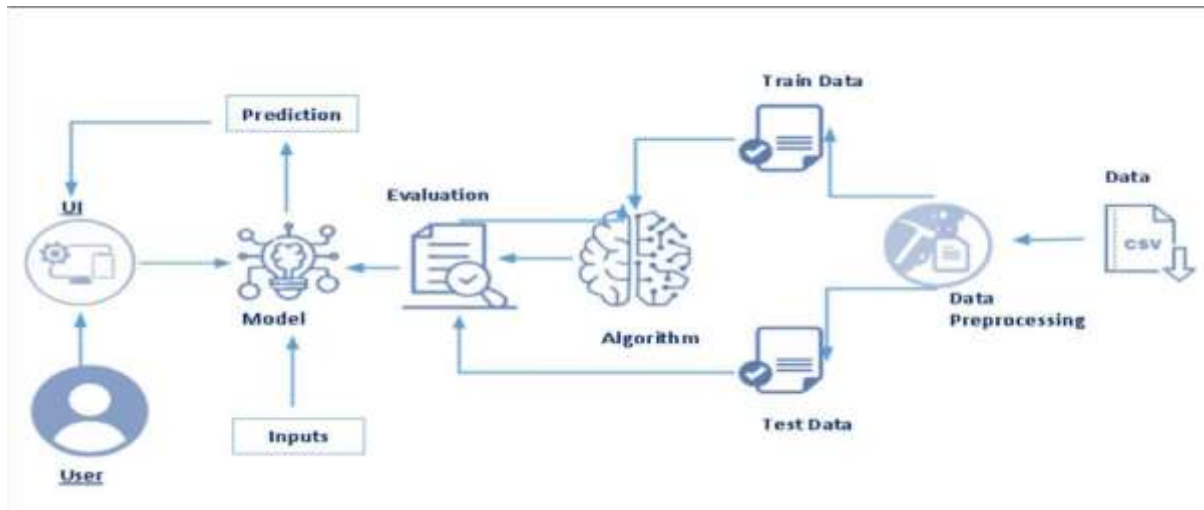 Train Data
Prediction
Data
Evaluation
UI
CSV
Model
Data
Preprocessing
Algorithm
Inputs
Test Data
User